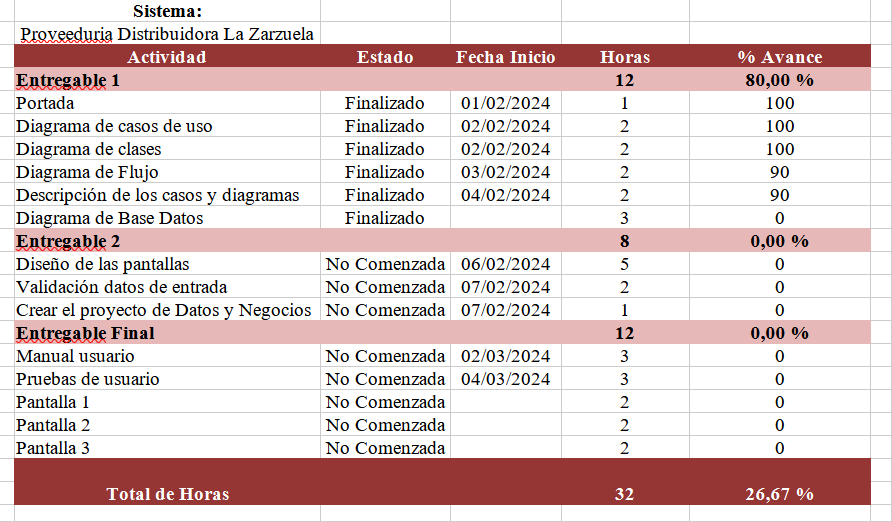 Sistema:
Proveeduria Distribuidora La Zarzuela
Actividad Estado Fecha Inicio Horas % Avance
Entregable 1 12 80,00 %
Portada Finalizado 01/02/2024 1 100
Diagrama de casos de uso Finalizado 02/02/2024 2 100
Diagrama de clases Finalizado 02/02/2024 2 100
Diagrama de Flujo Finalizado 03/02/2024 2 90
Descripción de los casos y diagramas Finalizado 04/02/2024 2 90
Diagrama de Base Datos Finalizado 3 0
Entregable 2 8 0,00 %
Diseño de las pantallas No Comenzada 06/02/2024 5 0
Validación datos de entrada No Comenzada 07/02/2024 2 0
Crear el proyecto de Datos y Negocios No Comenzada 07/02/2024 1 0
Entregable Final 12 0,00 %
Manual usuario No Comenzada 02/03/2024 3 0
Pruebas de usuario No Comenzada 04/03/2024 3 0
Pantalla 1 No Comenzada 2 0
Pantalla 2 No Comenzada 2 0
Pantalla 3 No Comenzada 2 0
Total de Horas 32 26,67 %